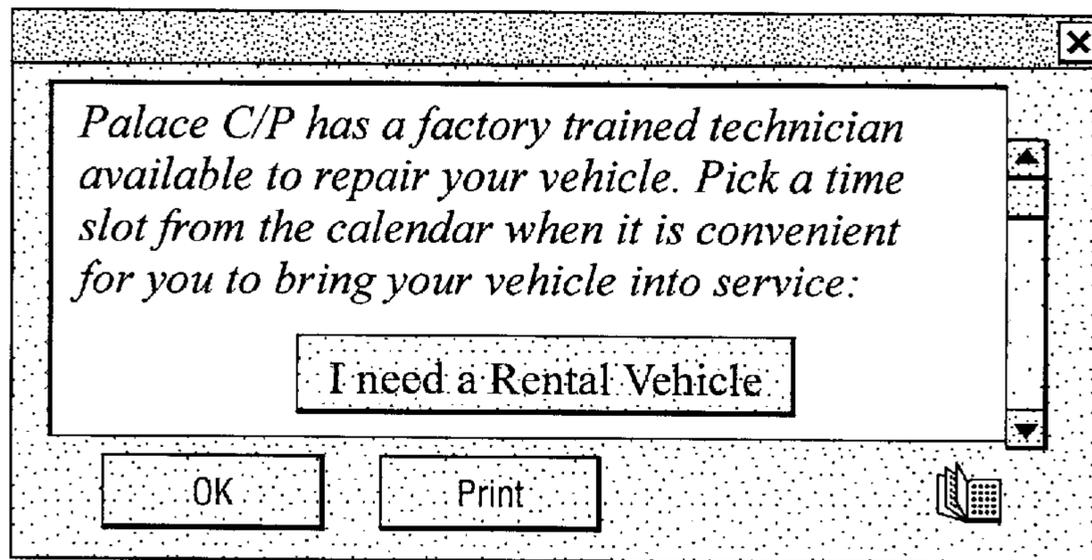 Palace C/P has a factory trained technician
available to repair your vehicle. Pick a time
slot from the calendar when it is convenient
for you to bring your vehicle into service:
I need a Rental Vehicle
OK
Print